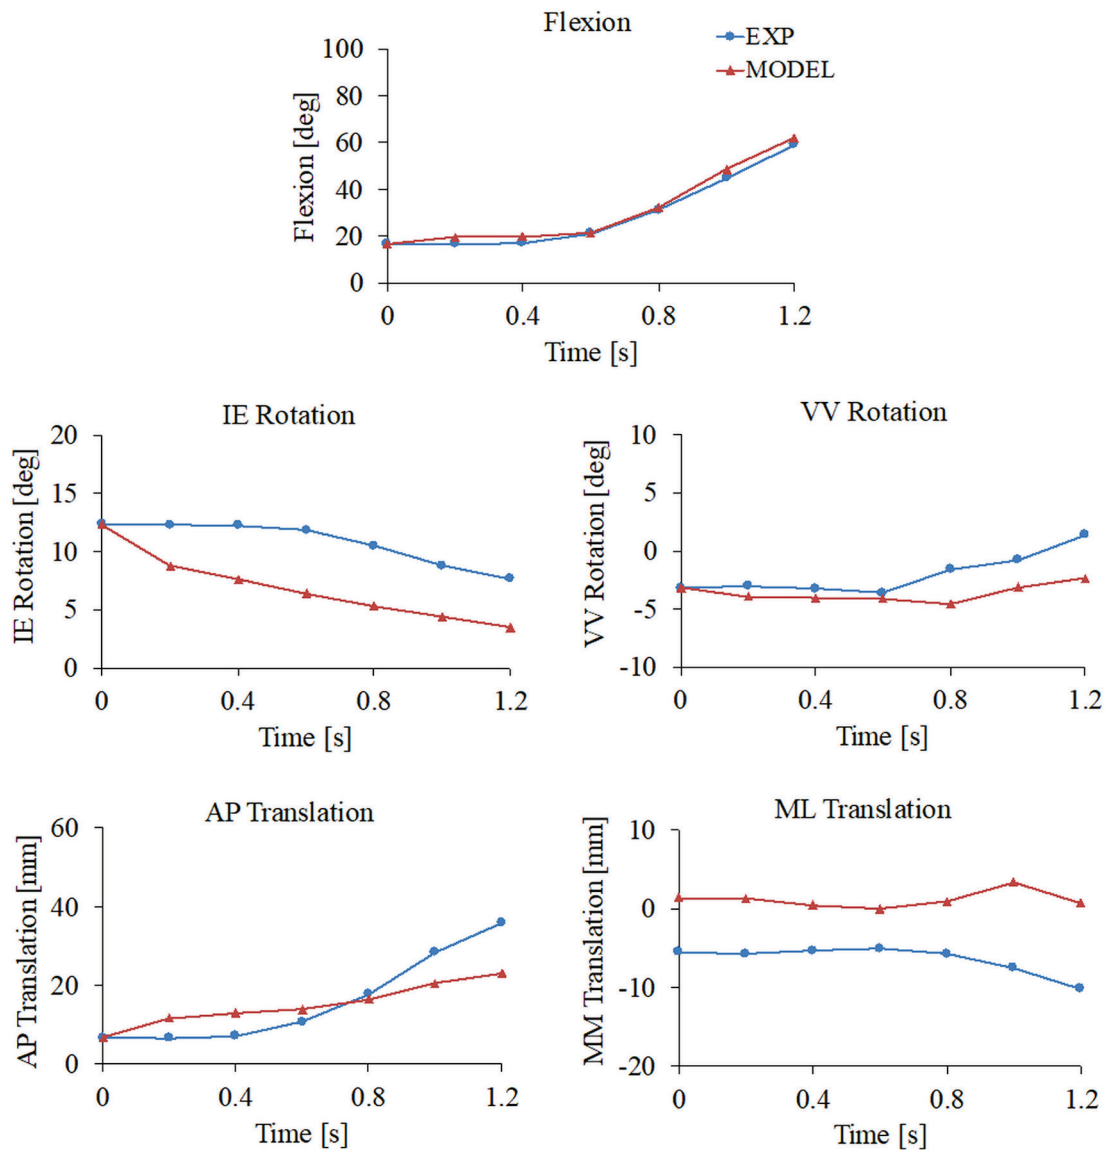 Flexion
EXP
MODEL
Flexion [deg]
100
80
60
40
20
0
0 0.4 0.8 1.2
Time [s]
IE Rotation
IE Rotation [deg]
20
15
10
5
0
0 0.4 0.8 1.2
Time [s]
VV Rotation
VV Rotation [deg]
10
5
0
-5
-10
0 0.4 0.8 1.2
Time [s]
AP Translation
AP Translation [mm]
60
40
20
0
0 0.4 0.8 1.2
Time [s]
ML Translation
MM Translation [mm]
10
0
-10
-20
0 0.4 0.8 1.2
Time [s]